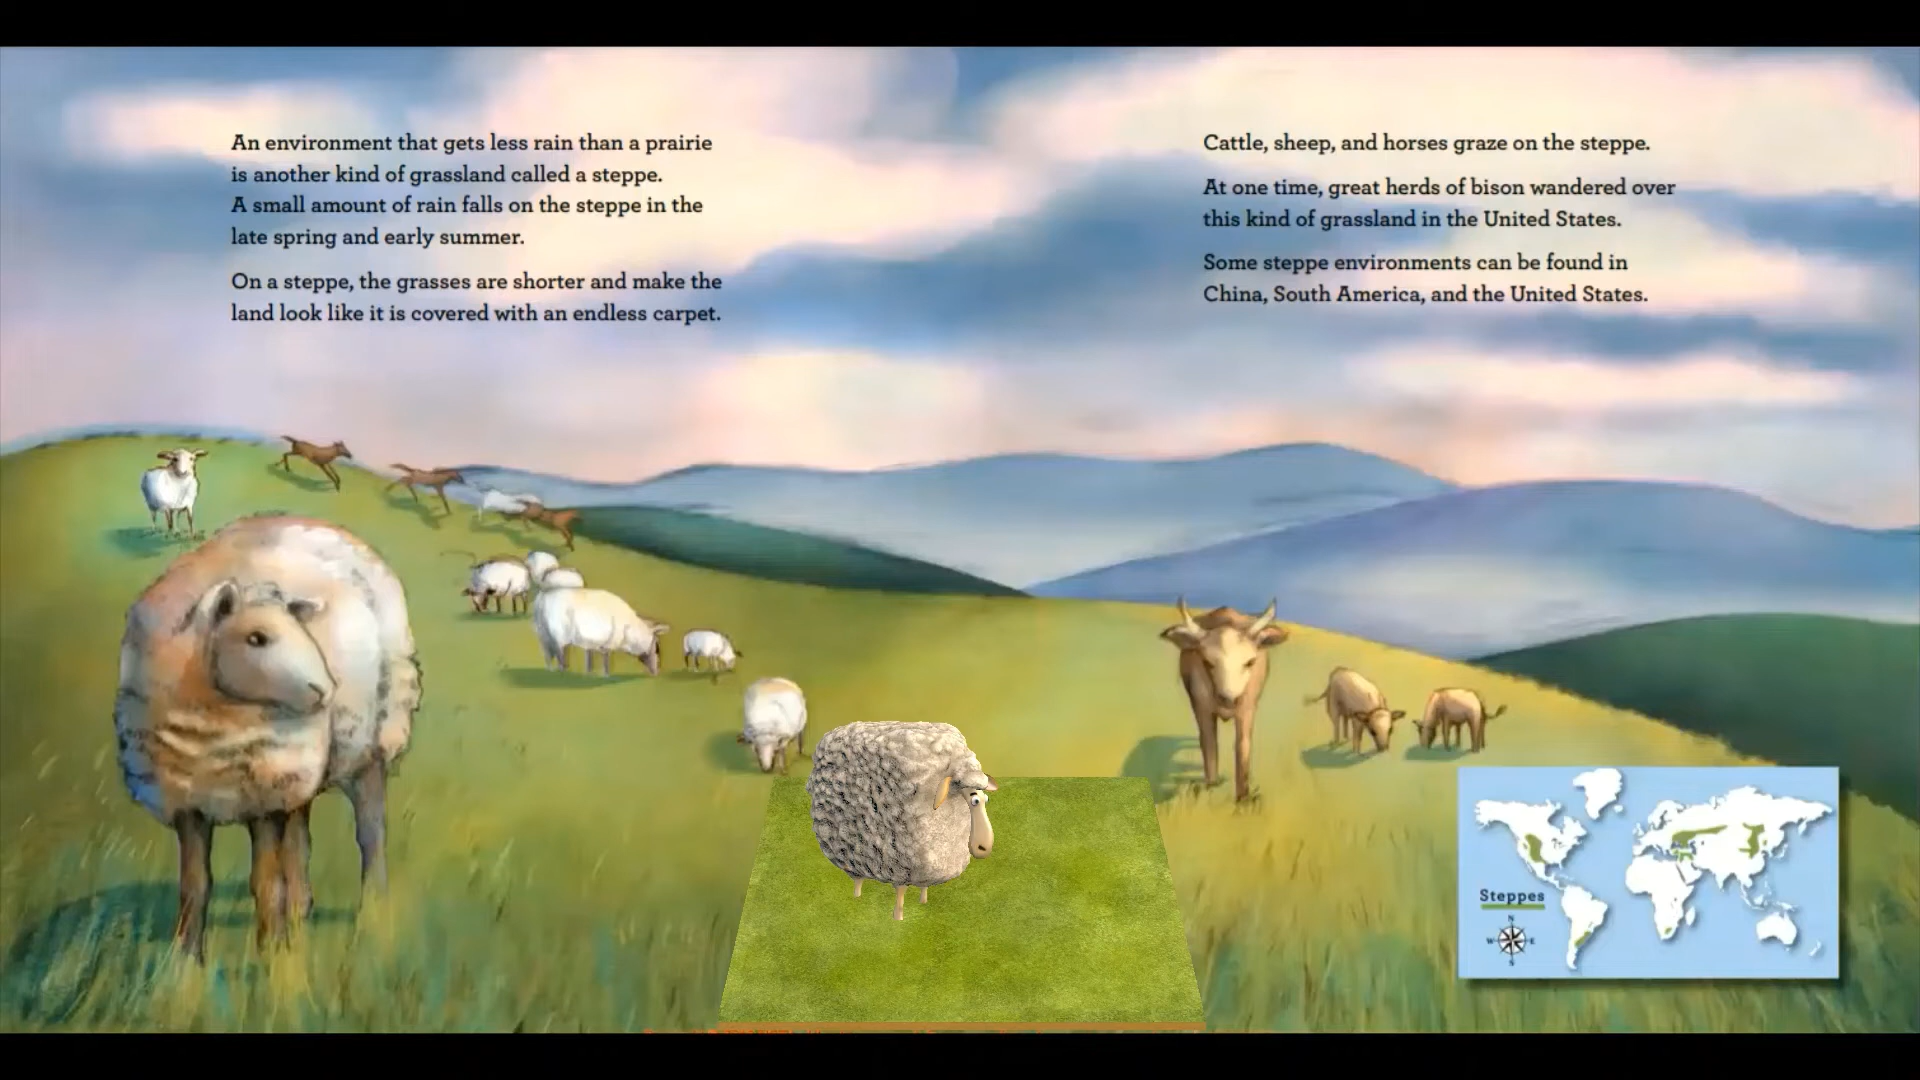 An environment that gets less rain than a prairie
is another kind of grassland called a steppe.
A small amount of rain falls on the steppe in the
late spring and early summer.
On a steppe, the grasses are shorter and make the
land look like it is covered with an endless carpet.
Cattle, sheep, and horses graze on the steppe.
At one time, great herds of bison wandered over
this kind of grassland in the United States.
Some steppe environments can be found in
China, South America, and the United States.
Steppes
N
W E
S